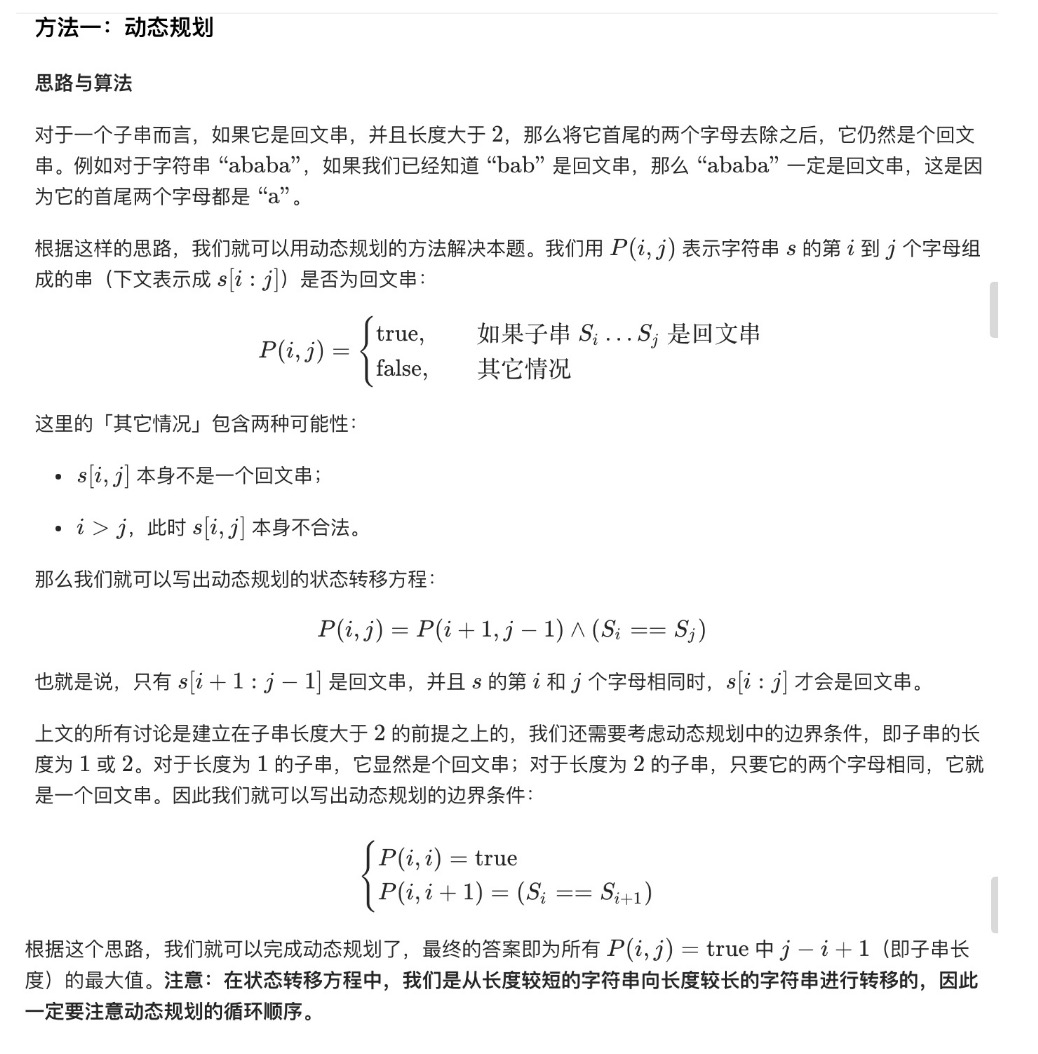 方法一：动态规划
思路与算法
对于一个子串而言，如果它是回文串，并且长度大于 2，那么将它首尾的两个字母去除之后，它仍然是个回文
串。例如对于字符串 “ababa”，如果我们已经知道 “bab” 是回文串，那么 “ababa” 一定是回文串，这是因
为它的首尾两个字母都是 “a”。
根据这样的思路，我们就可以用动态规划的方法解决本题。我们用 P(i, j) 表示字符串 s 的第 i 到 j 个字母组
成的串（下文表示成 s[i : j]）是否为回文串：
P(i, j) = { true, 如果子串 Sᵢ … Sⱼ 是回文串
false, 其它情况
这里的「其它情况」包含两种可能性：
• s[i, j] 本身不是一个回文串；
• i > j，此时 s[i, j] 本身不合法。
那么我们就可以写出动态规划的状态转移方程：
P(i, j) = P(i + 1, j − 1) ∧ (Sᵢ == Sⱼ)
也就是说，只有 s[i + 1 : j − 1] 是回文串，并且 s 的第 i 和 j 个字母相同时，s[i : j] 才会是回文串。
上文的所有讨论是建立在子串长度大于 2 的前提之上的，我们还需要考虑动态规划中的边界条件，即子串的长
度为 1 或 2。对于长度为 1 的子串，它显然是个回文串；对于长度为 2 的子串，只要它的两个字母相同，它就
是一个回文串。因此我们就可以写出动态规划的边界条件：
{ P(i, i) = true
P(i, i + 1) = (Sᵢ == Sᵢ₊₁)
根据这个思路，我们就可以完成动态规划了，最终的答案即为所有 P(i, j) = true 中 j − i + 1（即子串长
度）的最大值。注意：在状态转移方程中，我们是从长度较短的字符串向长度较长的字符串进行转移的，因此
一定要注意动态规划的循环顺序。